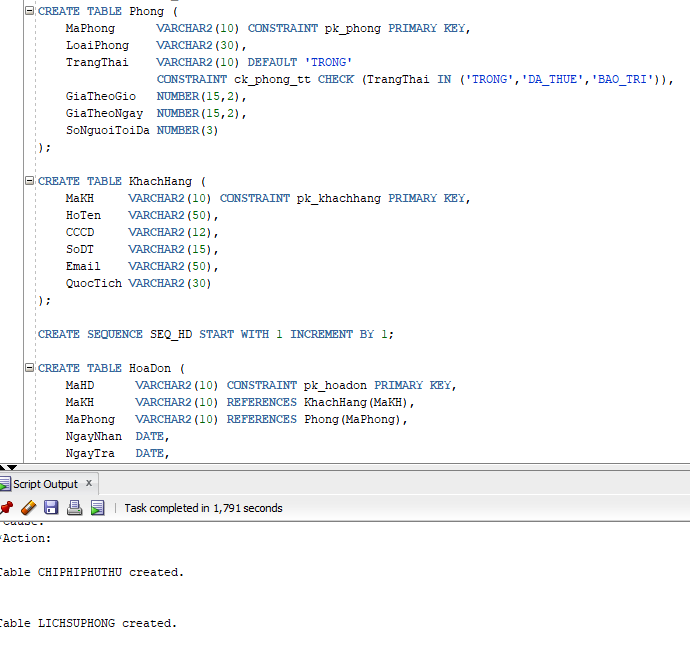 CREATE TABLE Phong (
MaPhong VARCHAR2(10) CONSTRAINT pk_phong PRIMARY KEY,
LoaiPhong VARCHAR2(30),
TrangThai VARCHAR2(10) DEFAULT 'TRONG'
CONSTRAINT ck_phong_tt CHECK (TrangThai IN ('TRONG','DA_THUE','BAO_TRI')),
GiaTheoGio NUMBER(15,2),
GiaTheoNgay NUMBER(15,2),
SoNguoiToiDa NUMBER(3)
);
CREATE TABLE KhachHang (
MaKH VARCHAR2(10) CONSTRAINT pk_khachhang PRIMARY KEY,
HoTen VARCHAR2(50),
CCCD VARCHAR2(12),
SoDT VARCHAR2(15),
Email VARCHAR2(50),
QuocTich VARCHAR2(30)
);
CREATE SEQUENCE SEQ_HD START WITH 1 INCREMENT BY 1;
CREATE TABLE HoaDon (
MaHD VARCHAR2(10) CONSTRAINT pk_hoadon PRIMARY KEY,
MaKH VARCHAR2(10) REFERENCES KhachHang(MaKH),
MaPhong VARCHAR2(10) REFERENCES Phong(MaPhong),
NgayNhan DATE,
NgayTra DATE,
Script Output x
Task completed in 1,791 seconds
*Cause:
*Action:
Table CHIPHIPHUTHU created.
Table LICHSUPHONG created.